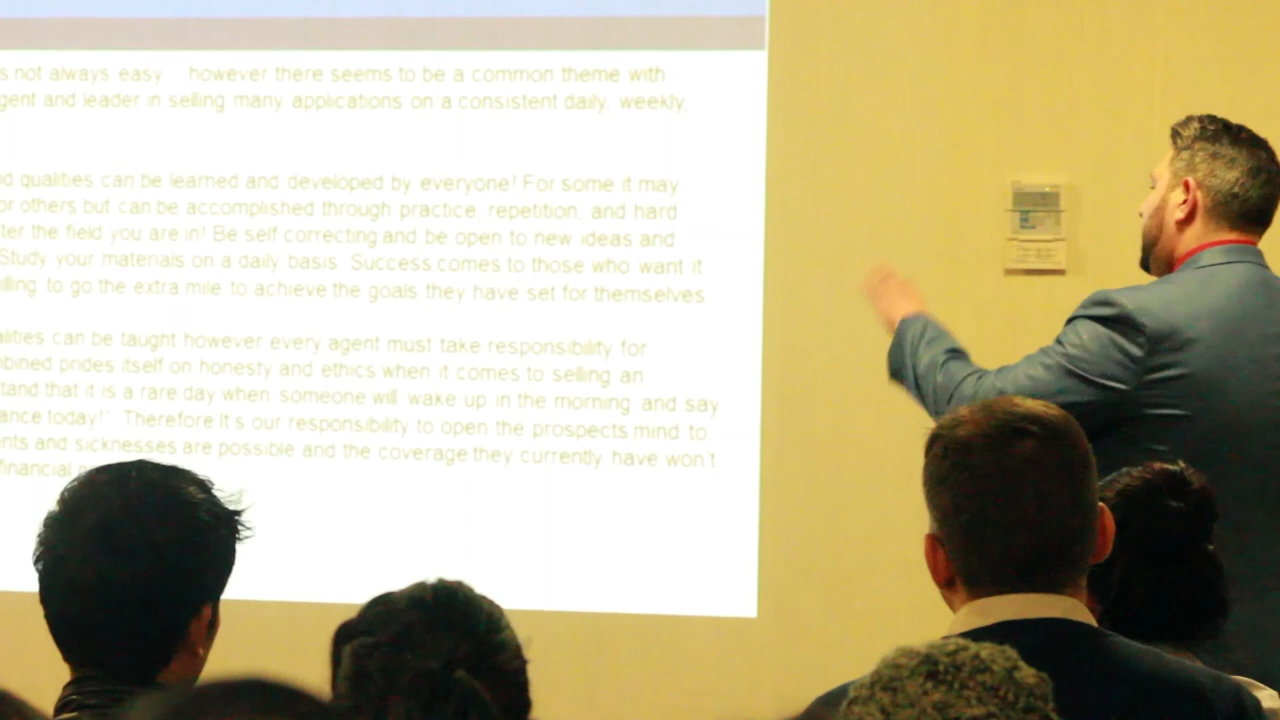 s not always easy however there seems to be a common theme with
gent and leader in selling many applications on a consistent daily, weekly,
d qualities can be learned and developed by everyone! For some it may
or others but can be accomplished through practice, repetition, and hard
ter the field you are in! Be self correcting and be open to new ideas and
Study your materials on a daily basis. Success comes to those who want it
illing to go the extra mile to achieve the goals they have set for themselves
alities can be taught however every agent must take responsibility for
mbined prides itself on honesty and ethics when it comes to selling an
tand that it is a rare day when someone will wake up in the morning and say
ance today!" Therefore It's our responsibility to open the prospects mind to
ents and sicknesses are possible and the coverage they currently have won't
financial